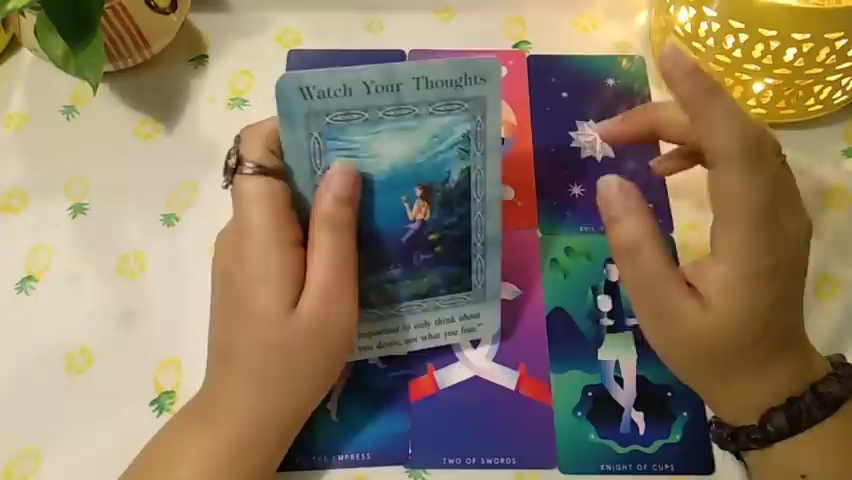 Watch Your Thoughts
important to only think about
you desire, not what you fear."
THE EMPRESS
TWO OF SWORDS
KNIGHT OF CUPS